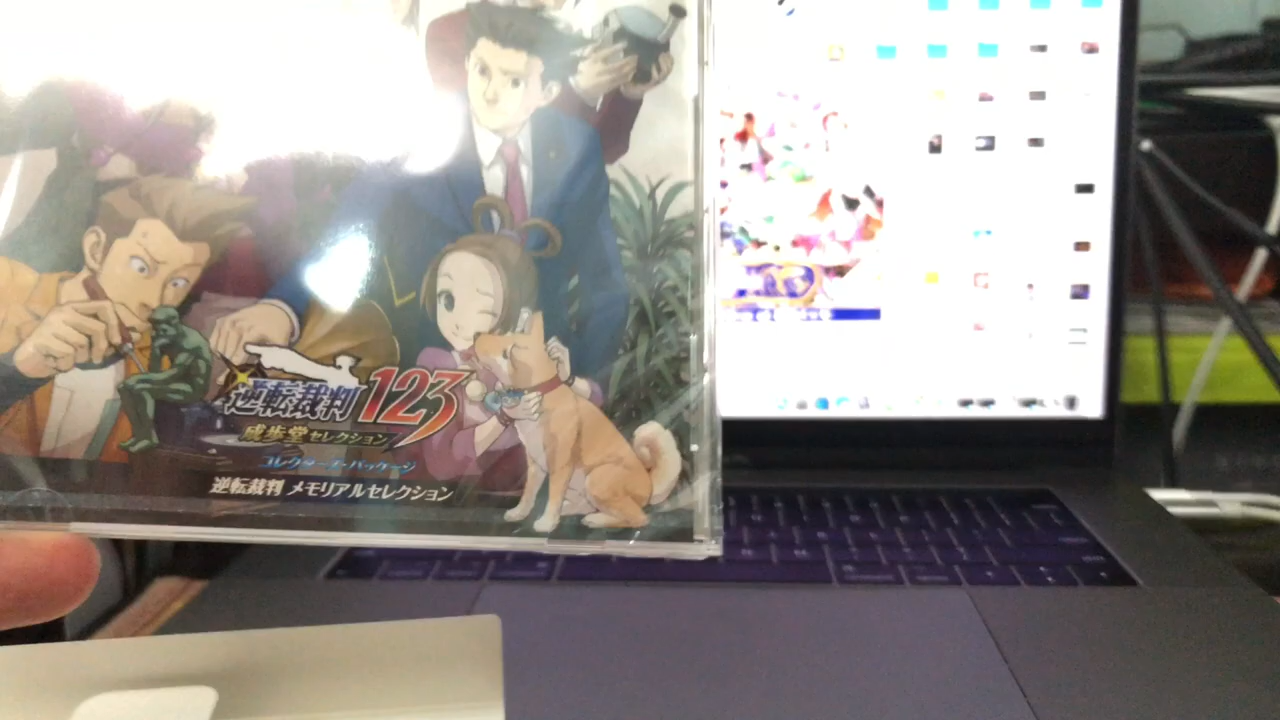 逆転裁判123
成歩堂セレクション
コレクターズ・パッケージ
逆転裁判 メモリアルセレクション